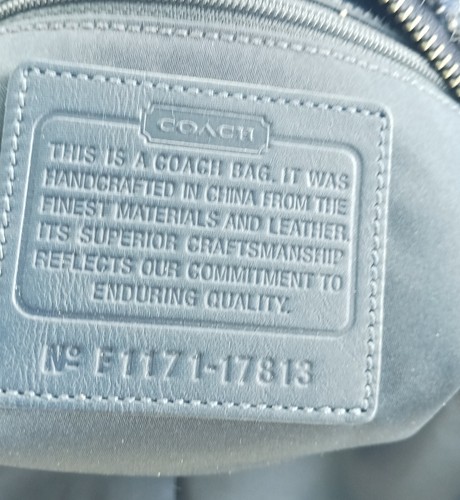 COACH
THIS IS A COACH BAG. IT WAS
HANDCRAFTED IN CHINA FROM THE
FINEST MATERIALS AND LEATHER.
ITS SUPERIOR CRAFTSMANSHIP
REFLECTS OUR COMMITMENT TO
ENDURING QUALITY.
Nº F1171-17813